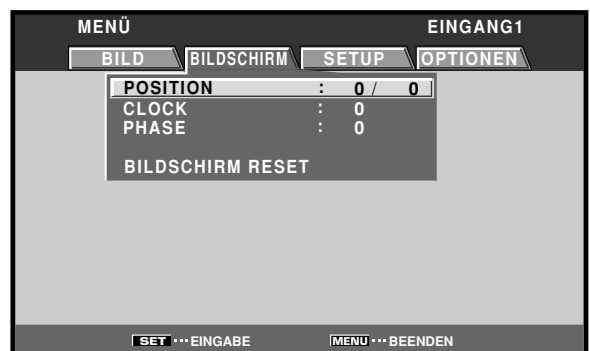 MENÜ EINGANG1
BILD BILDSCHIRM SETUP OPTIONEN
POSITION : 0 / 0
CLOCK : 0
PHASE : 0
BILDSCHIRM RESET
SET ··· EINGABE MENU ··· BEENDEN